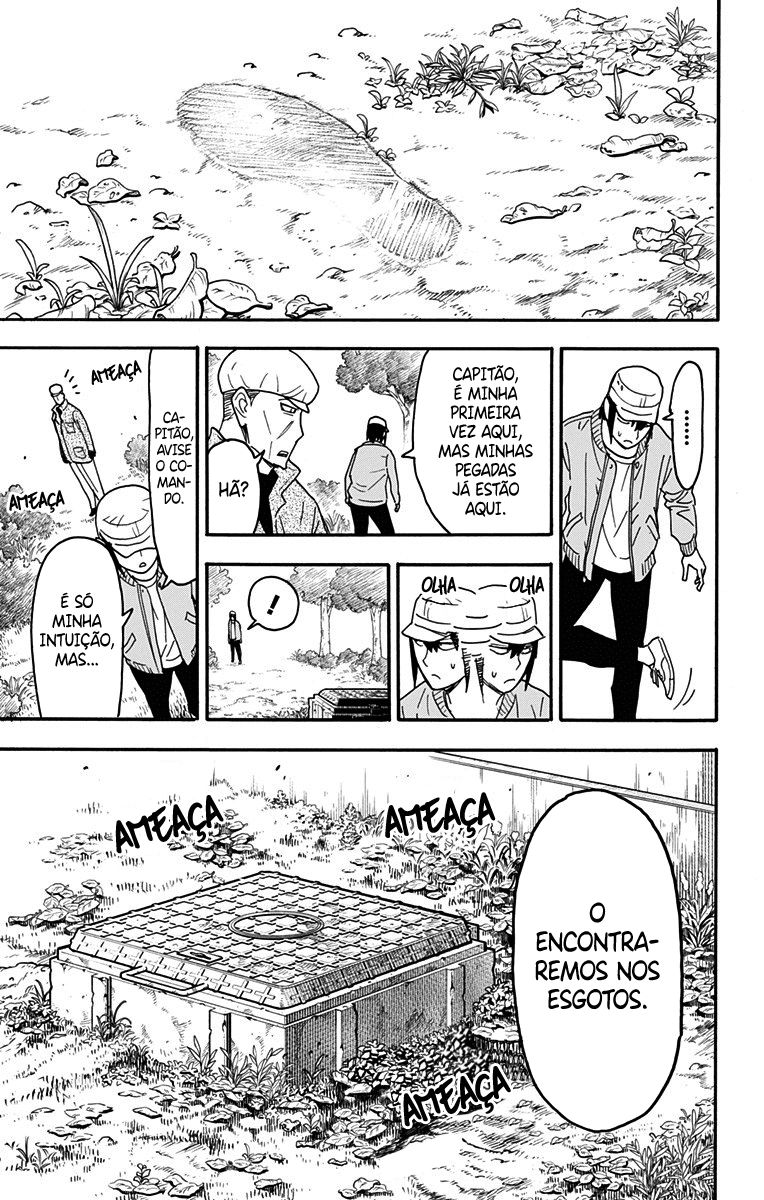 ........
CAPITÃO,
É MINHA
PRIMEIRA
VEZ AQUI,
MAS MINHAS
PEGADAS
JÁ ESTÃO
AQUI.
HÃ?
OLHA
OLHA
!
CA-
PITÃO,
AVISE
O CO-
MAN-
DO.
AMEAÇA
AMEAÇA
É SÓ
MINHA
INTUIÇÃO,
MAS...
O
ENCONTRA-
REMOS NOS
ESGOTOS.
AMEAÇA
AMEAÇA
AMEAÇA